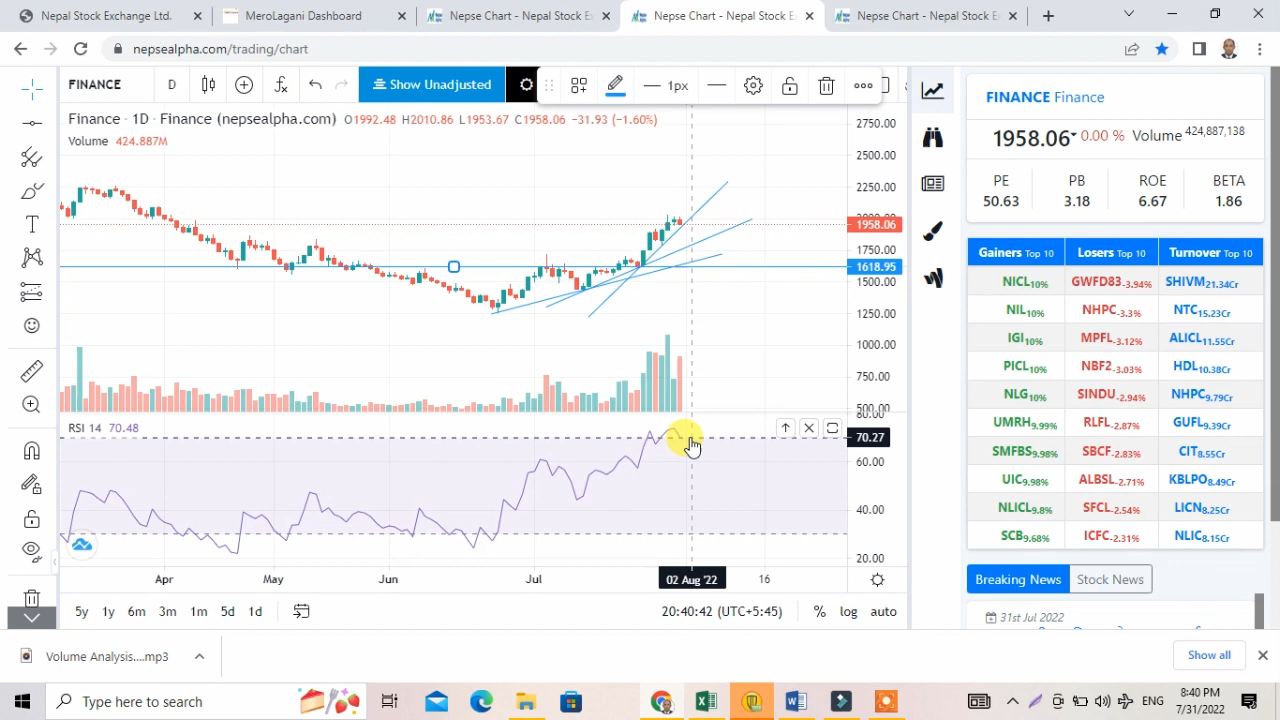 Nepal Stock Exchange Ltd.
MeroLagani Dashboard
Nepse Chart - Nepal Stock Ex
Nepse Chart - Nepal Stock Ex
Nepse Chart - Nepal Stock Ex
nepsealpha.com/trading/chart
FINANCE D Show Unadjusted 1px
Finance · 1D · Finance (nepsealpha.com) O1992.48 H2010.86 L1953.67 C1958.06 -31.93 (-1.60%)
Volume 424.887M
2750.00
2500.00
2250.00
2000.00
1958.06
1750.00
1618.95
1500.00
1250.00
1000.00
750.00
500.00
80.00
RSI 14 70.48
70.27
60.00
40.00
20.00
Apr May Jun Jul 02 Aug '22 16
5y 1y 6m 3m 1m 5d 1d 20:40:42 (UTC+5:45) % log auto
FINANCE Finance
1958.06 0.00 % Volume 424,887,138
PE PB ROE BETA
50.63 3.18 6.67 1.86
Gainers Top 10 Losers Top 10 Turnover Top 10
NICL10% GWFD83-3.94% SHIVM21.34Cr
NIL10% NHPC-3.3% NTC15.23Cr
IGI10% MPFL-3.12% ALICL11.55Cr
PICL10% NBF2-3.03% HDL10.38Cr
NLG10% SINDU-2.94% NHPC9.79Cr
UMRH9.99% RLFL-2.87% GUFL9.39Cr
SMFBS9.98% SBCF-2.83% CIT8.55Cr
UIC9.98% ALBSL-2.71% KBLPO8.49Cr
NLICL9.8% SFCL-2.54% LICN8.25Cr
SCB9.68% ICFC-2.31% NLIC8.15Cr
Breaking News Stock News
31st Jul 2022
Volume Analysis....mp3
Show all
Type here to search
ENG
8:40 PM
7/31/2022